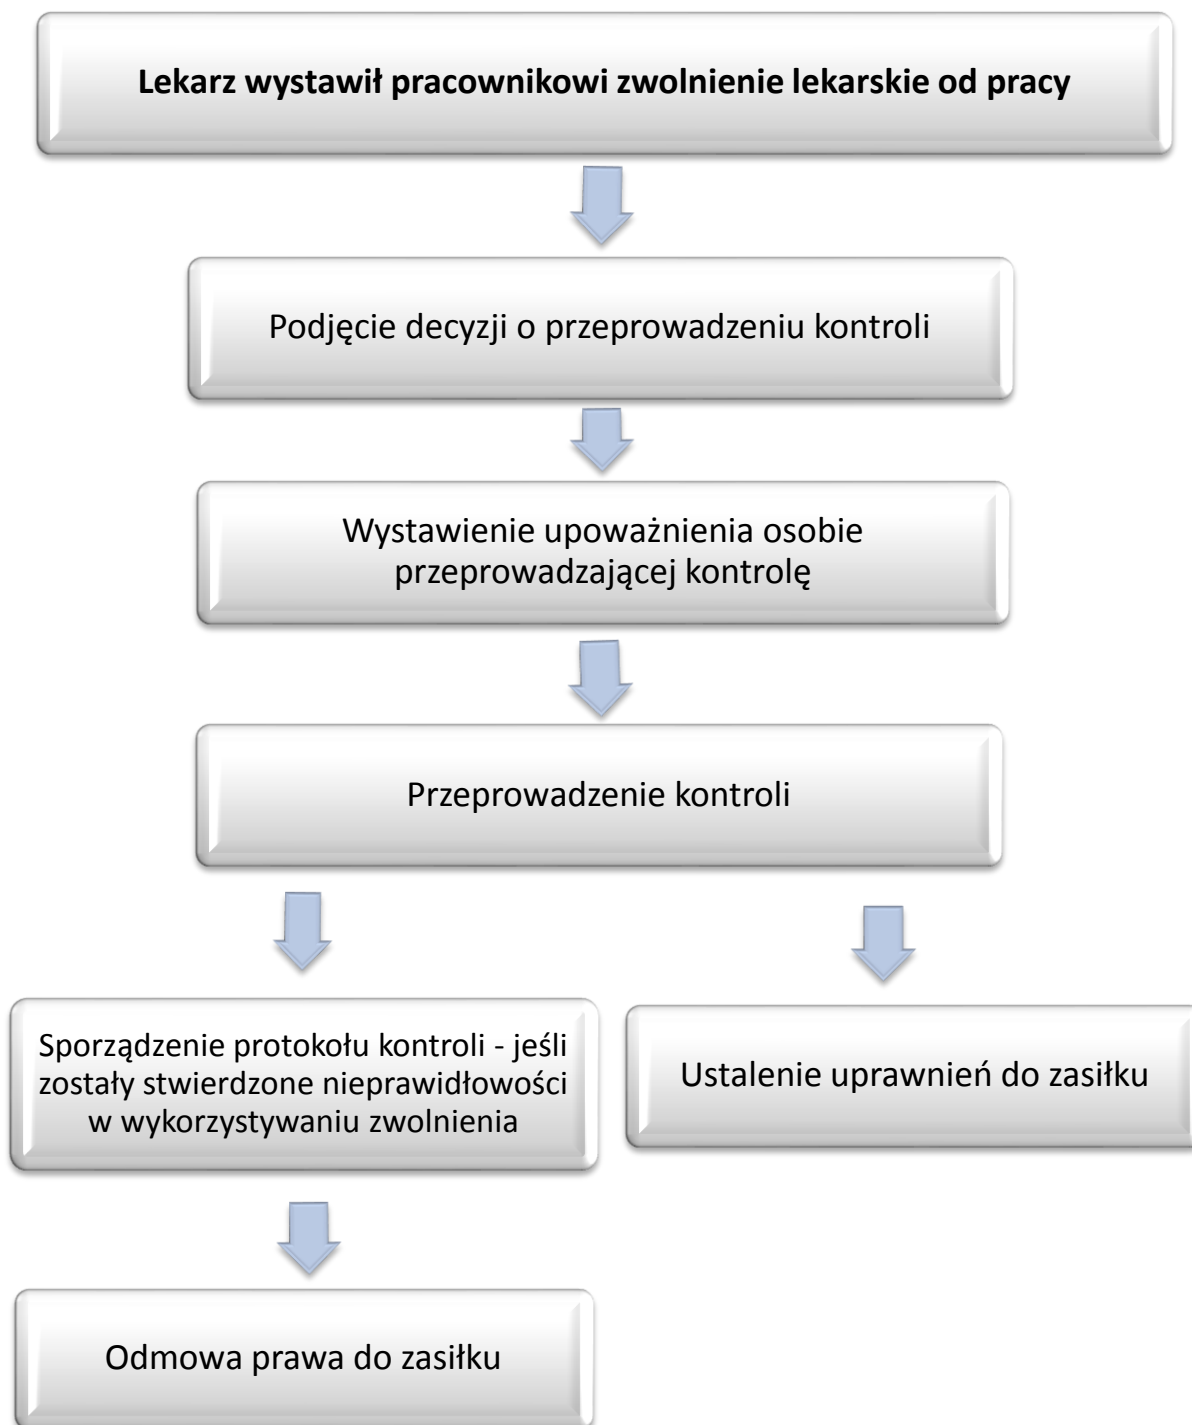 Lekarz wystawił pracownikowi zwolnienie lekarskie od pracy
Podjęcie decyzji o przeprowadzeniu kontroli
Wystawienie upoważnienia osobie
przeprowadzającej kontrolę
Przeprowadzenie kontroli
Sporządzenie protokołu kontroli - jeśli
zostały stwierdzone nieprawidłowości
w wykorzystywaniu zwolnienia
Ustalenie uprawnień do zasiłku
Odmowa prawa do zasiłku